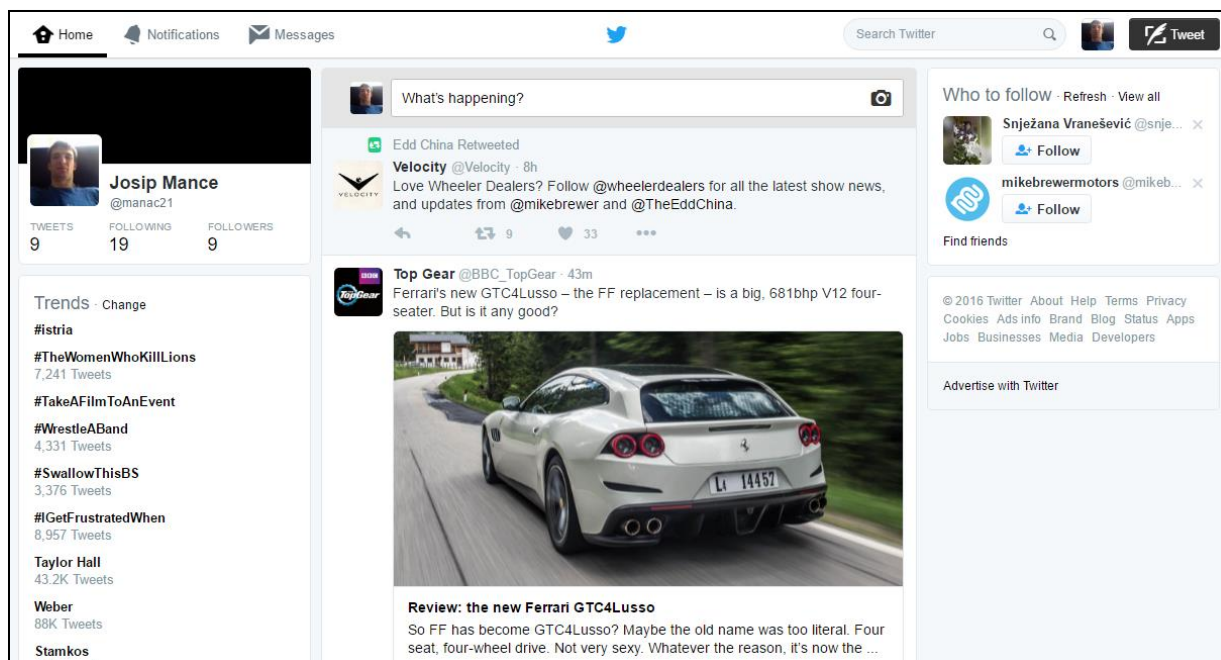 Home Notifications Messages Search Twitter Tweet
Josip Mance
@manac21
TWEETS FOLLOWING FOLLOWERS
9 19 9
Trends · Change
#istria
#TheWomenWhoKillLions
7,241 Tweets
#TakeAFilmToAnEvent
#WrestleABand
4,331 Tweets
#SwallowThisBS
3,376 Tweets
#IGetFrustratedWhen
8,957 Tweets
Taylor Hall
43.2K Tweets
Weber
88K Tweets
Stamkos
What's happening?
Edd China Retweeted
VELOCITY
Velocity @Velocity · 8h
Love Wheeler Dealers? Follow @wheelerdealers for all the latest show news,
and updates from @mikebrewer and @TheEddChina.
9 33
BBC
TopGear
Top Gear @BBC_TopGear · 43m
Ferrari's new GTC4Lusso – the FF replacement – is a big, 681bhp V12 four-
seater. But is it any good?
14457
Review: the new Ferrari GTC4Lusso
So FF has become GTC4Lusso? Maybe the old name was too literal. Four
seat, four-wheel drive. Not very sexy. Whatever the reason, it's now the ...
Who to follow · Refresh · View all
Snježana Vranešević @snje...
Follow
mikebrewermotors @mikeb...
Follow
Find friends
© 2016 Twitter About Help Terms Privacy
Cookies Ads info Brand Blog Status Apps
Jobs Businesses Media Developers
Advertise with Twitter